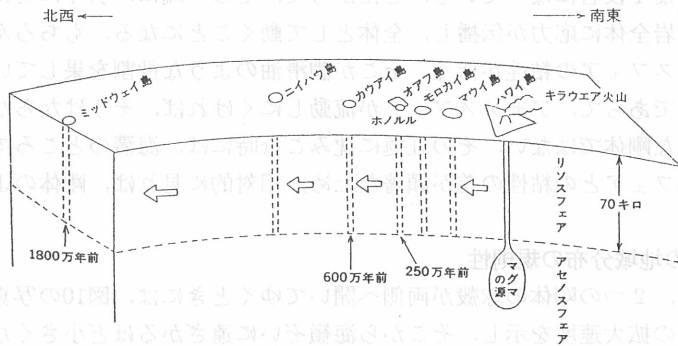 北西←
→南東
ミッドウェイ島
ニイハウ島
カウアイ島
オアフ島
ホノルル
モロカイ島
マウイ島
ハワイ島
キラウエア火山
リソスフェア
70キロ
1800万年前
600万年前
250万年前
マグマの源
アセノスフェア